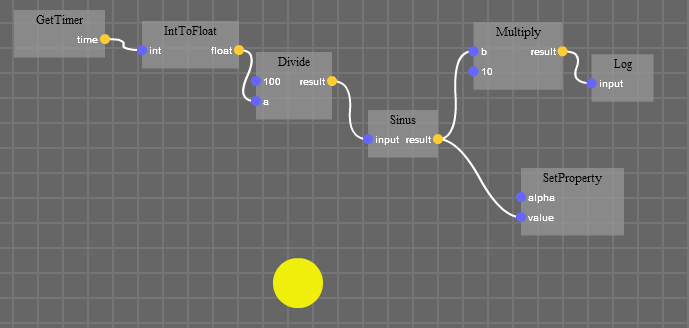 GetTimer
time
IntToFloat
int float
Divide
100 result
a
Sinus
input result
Multiply
b result
10
Log
input
SetProperty
alpha
value